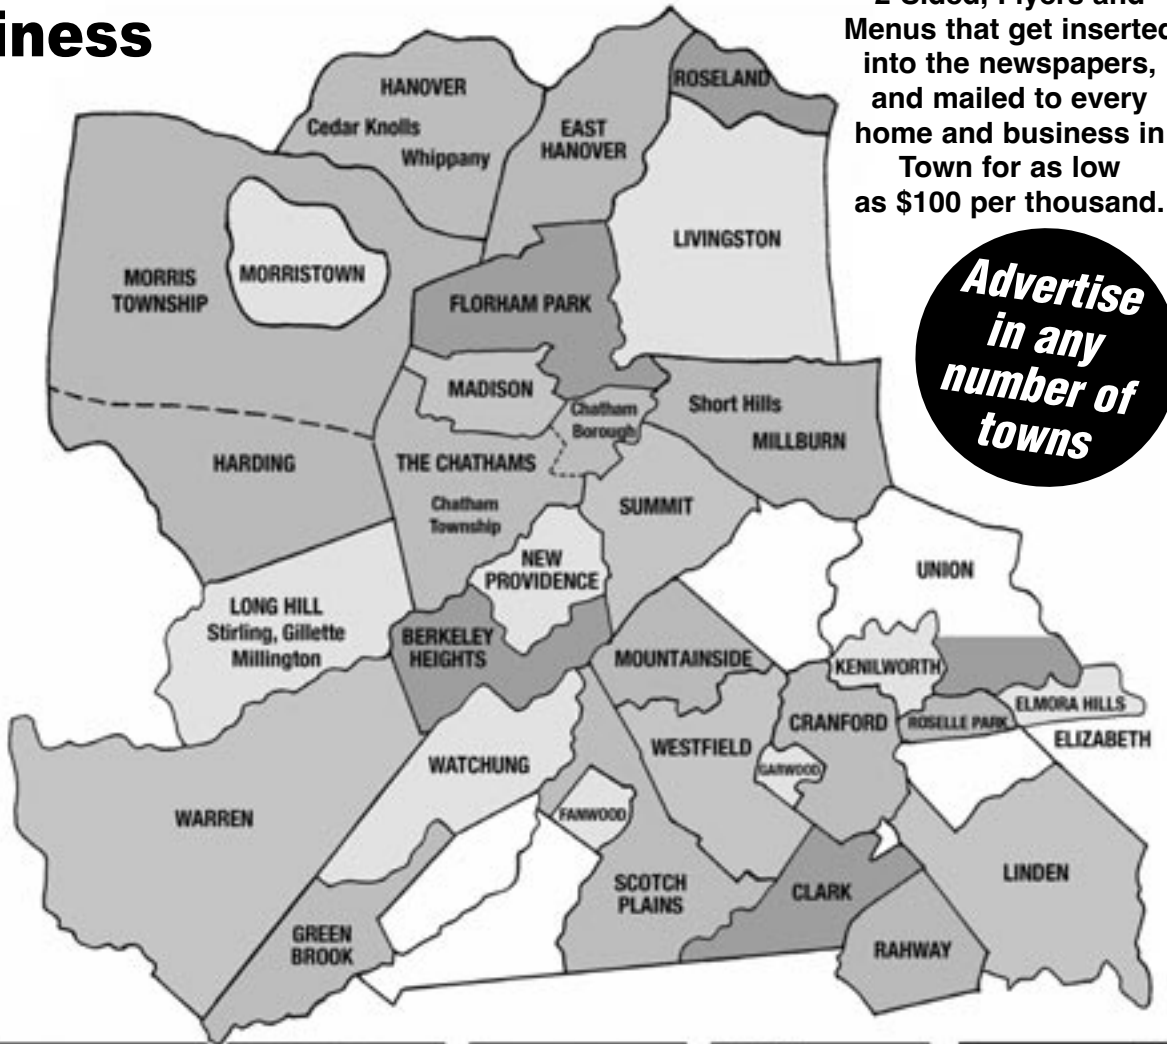 iness
2 Sided, Flyers and
Menus that get inserted
into the newspapers,
and mailed to every
home and business in
Town for as low
as $100 per thousand.
Advertise
in any
number of
towns
HANOVER
Cedar Knolls
Whippany
EAST
HANOVER
ROSELAND
LIVINGSTON
MORRIS
TOWNSHIP
MORRISTOWN
FLORHAM PARK
MADISON
Chatham
Borough
Short Hills
MILLBURN
HARDING
THE CHATHAMS
Chatham
Township
SUMMIT
NEW
PROVIDENCE
UNION
LONG HILL
Stirling, Gillette
Millington
BERKELEY
HEIGHTS
MOUNTAINSIDE
KENILWORTH
ELMORA HILLS
ROSELLE PARK
CRANFORD
ELIZABETH
WESTFIELD
GARWOOD
WATCHUNG
WARREN
FANWOOD
SCOTCH
PLAINS
CLARK
LINDEN
GREEN
BROOK
RAHWAY